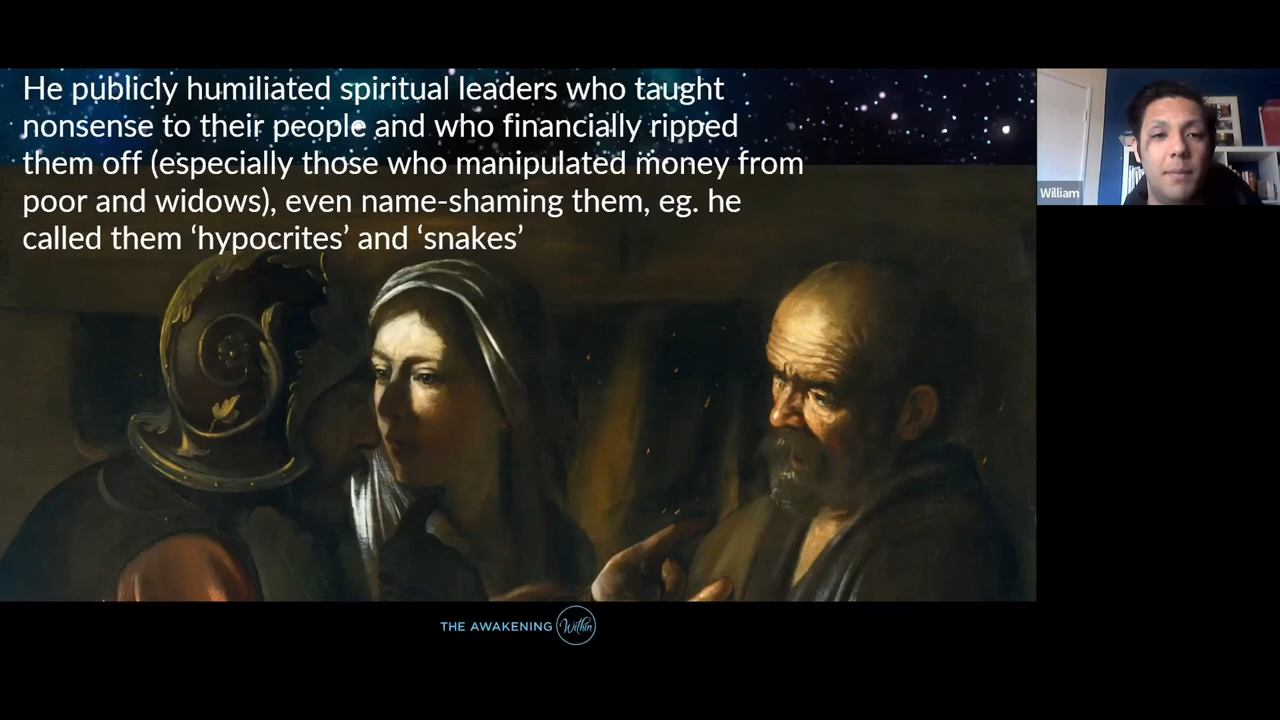 He publicly humiliated spiritual leaders who taught
nonsense to their people and who financially ripped
them off (especially those who manipulated money from
poor and widows), even name-shaming them, eg. he
called them ‘hypocrites’ and ‘snakes’
William
THE AWAKENING Within